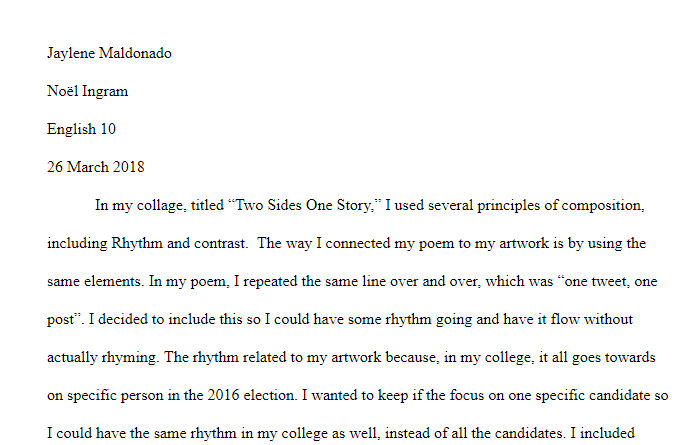 Jaylene Maldonado
Noël Ingram
English 10
26 March 2018
In my collage, titled “Two Sides One Story,” I used several principles of composition,
including Rhythm and contrast.  The way I connected my poem to my artwork is by using the
same elements. In my poem, I repeated the same line over and over, which was “one tweet, one
post”. I decided to include this so I could have some rhythm going and have it flow without
actually rhyming. The rhythm related to my artwork because, in my college, it all goes towards
on specific person in the 2016 election. I wanted to keep if the focus on one specific candidate so
I could have the same rhythm in my college as well, instead of all the candidates. I included